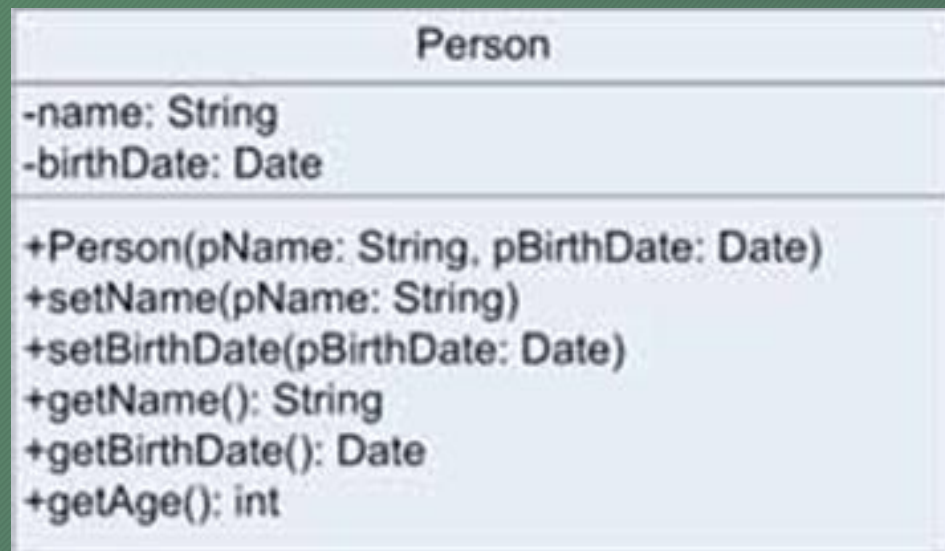 Person
-name: String
-birthDate: Date
+Person(pName: String, pBirthDate: Date)
+setName(pName: String)
+setBirthDate(pBirthDate: Date)
+getName(): String
+getBirthDate(): Date
+getAge(): int